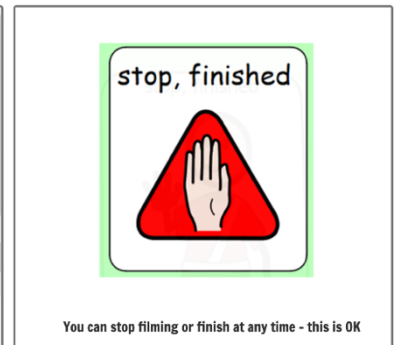 stop, finished
You can stop filming or finish at any time - this is OK